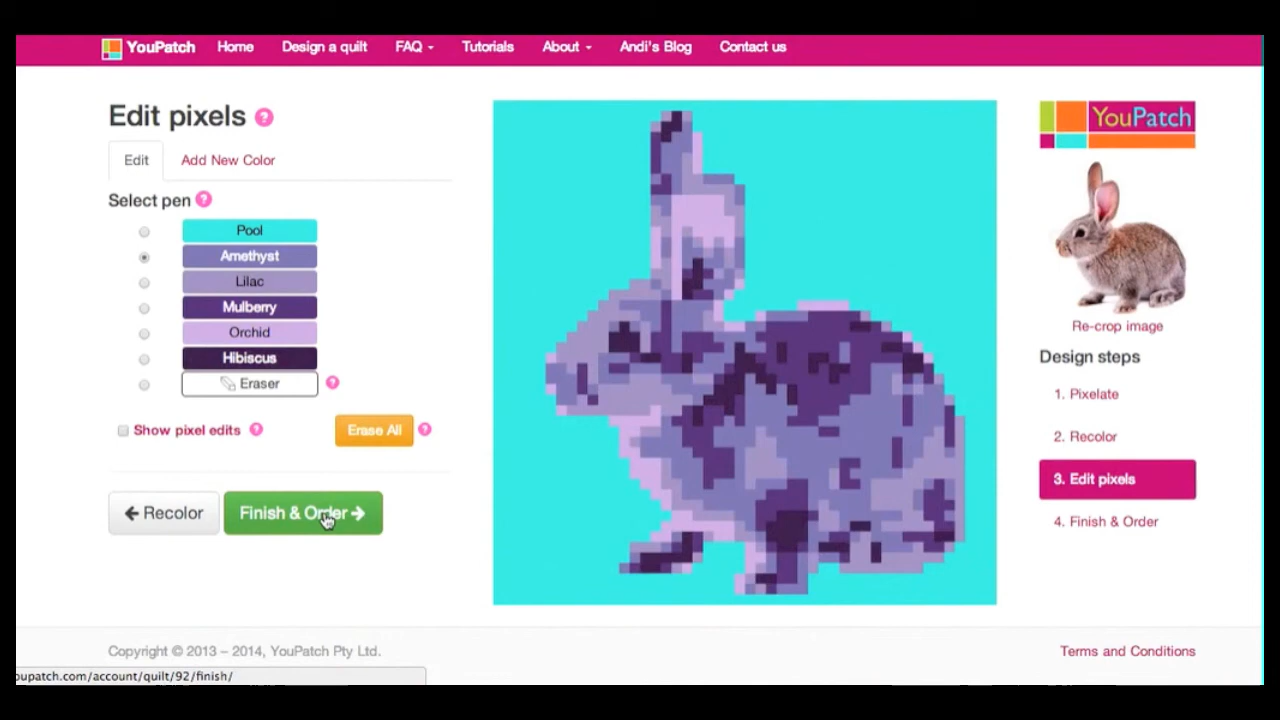 YouPatch Home Design a quilt FAQ Tutorials About Andi's Blog Contact us
Edit pixels ?
Edit Add New Color
Select pen ?
Pool
Amethyst
Lilac
Mulberry
Orchid
Hibiscus
Eraser ?
Show pixel edits ? Erase All ?
Recolor Finish & Order
YouPatch
Re-crop image
Design steps
1. Pixelate
2. Recolor
3. Edit pixels
4. Finish & Order
Copyright © 2013 – 2014, YouPatch Pty Ltd. Terms and Conditions
oupatch.com/account/quilt/92/finish/